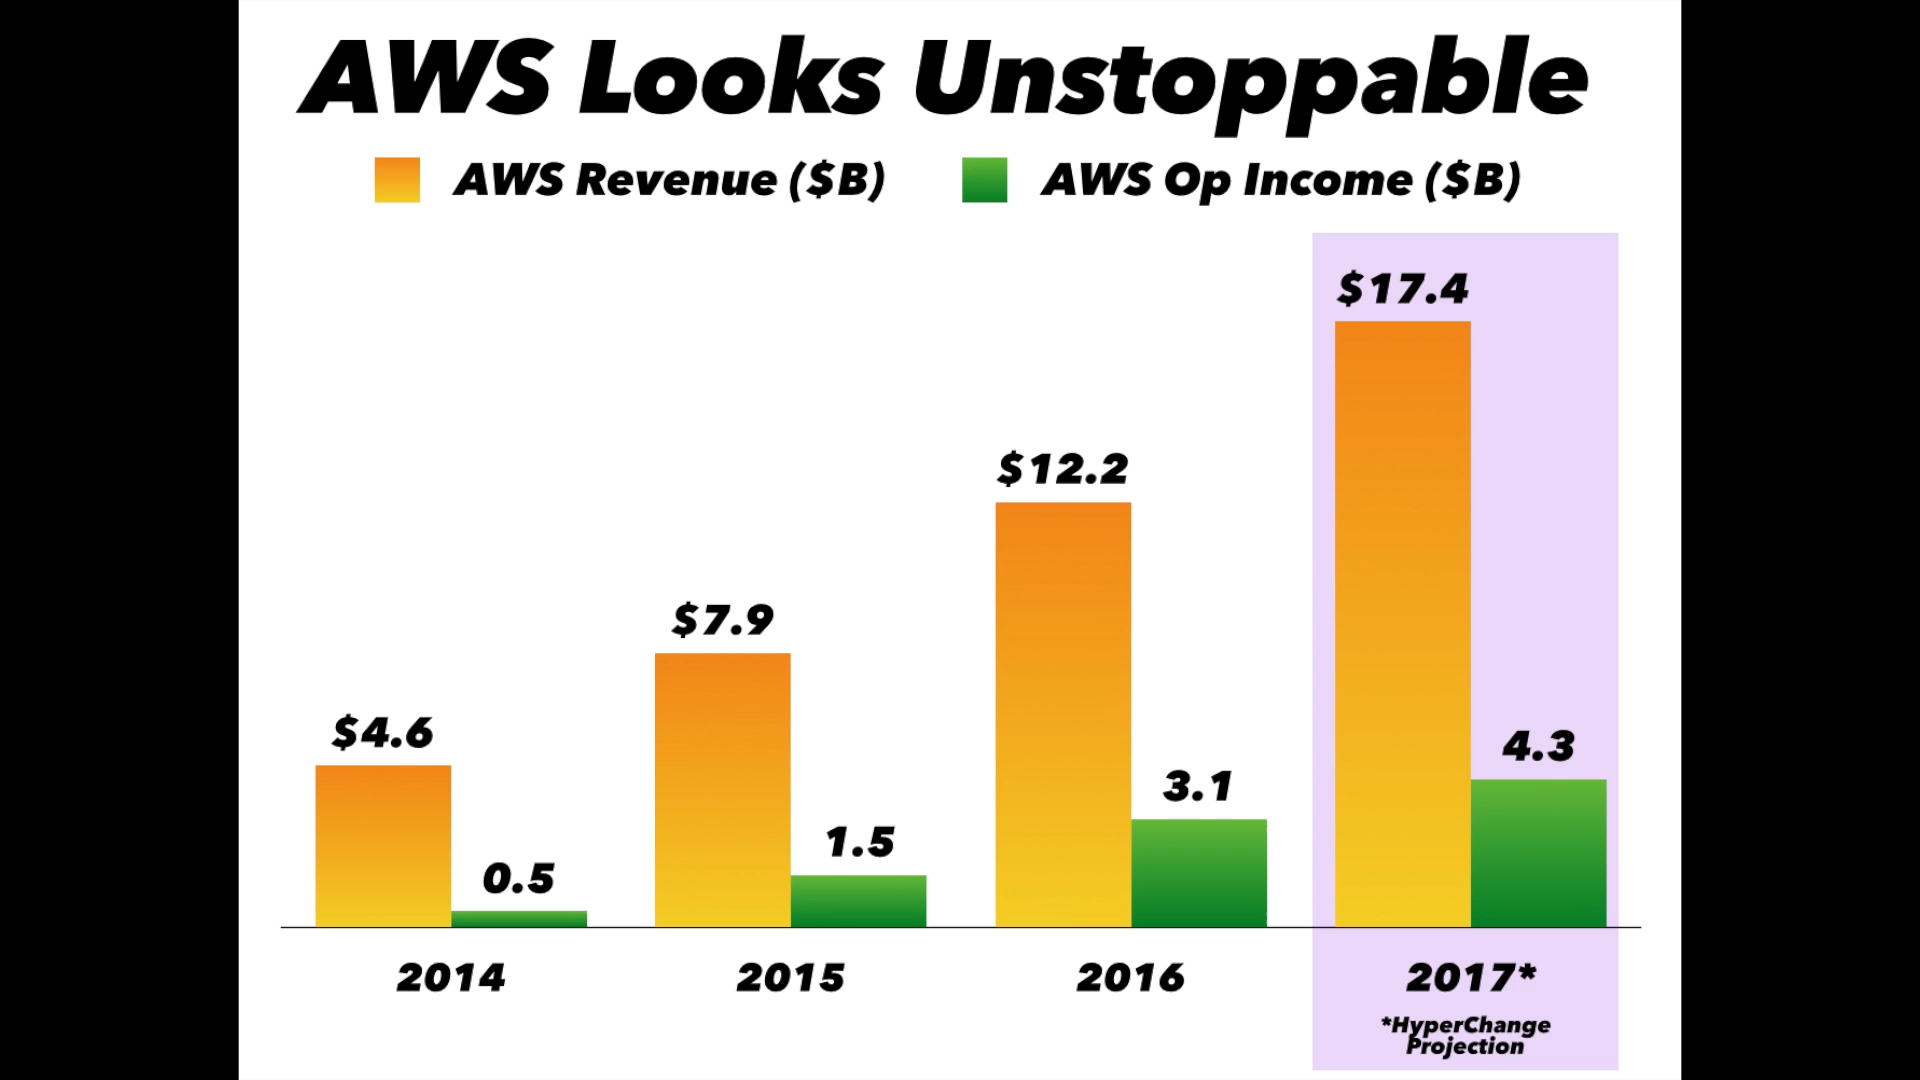 AWS Looks Unstoppable
AWS Revenue ($B)
AWS Op Income ($B)
$4.6
0.5
$7.9
1.5
$12.2
3.1
$17.4
4.3
2014
2015
2016
2017*
*HyperChange
Projection